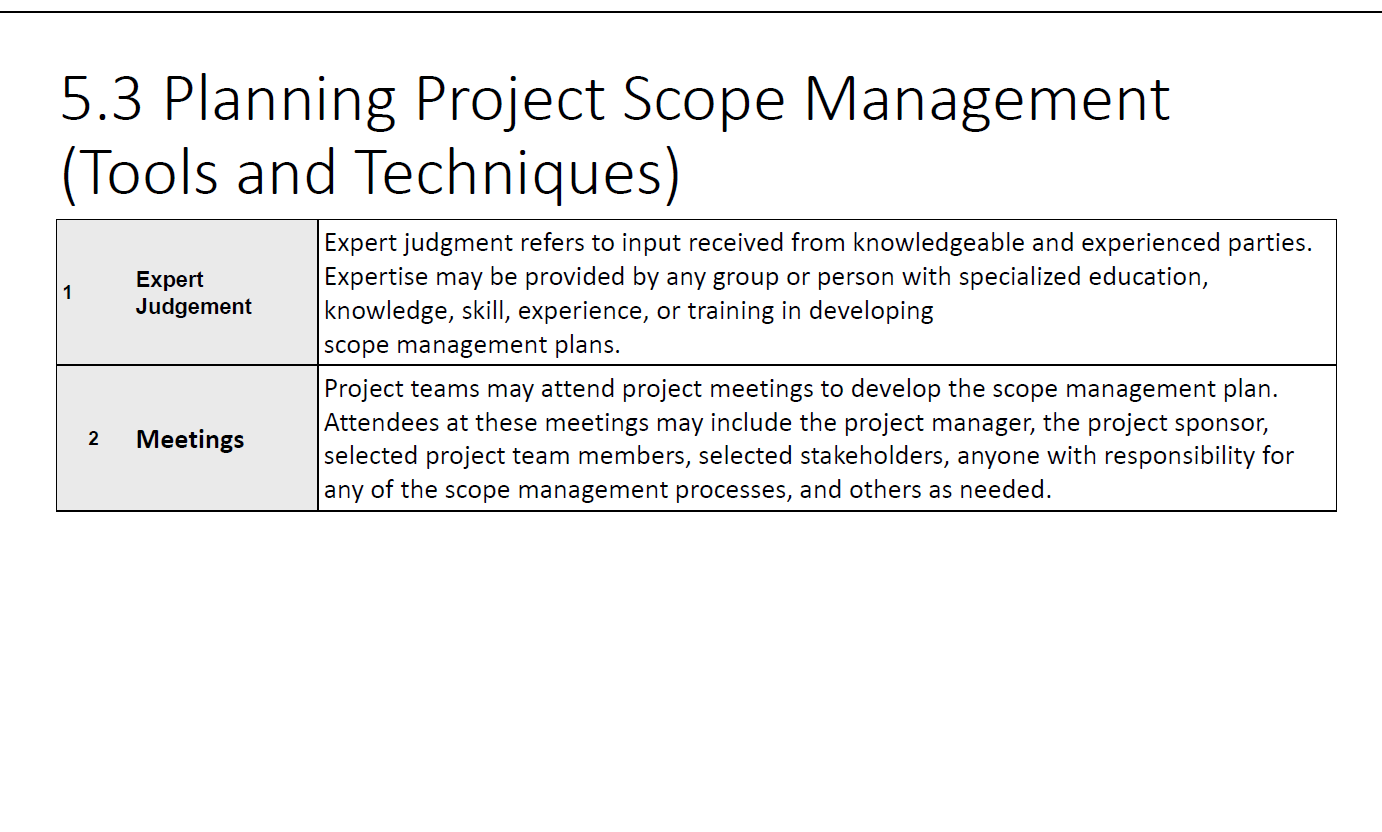 5.3 Planning Project Scope Management
(Tools and Techniques)
1
Expert
Judgement
Expert judgment refers to input received from knowledgeable and experienced parties.
Expertise may be provided by any group or person with specialized education,
knowledge, skill, experience, or training in developing
scope management plans.
2
Meetings
Project teams may attend project meetings to develop the scope management plan.
Attendees at these meetings may include the project manager, the project sponsor,
selected project team members, selected stakeholders, anyone with responsibility for
any of the scope management processes, and others as needed.